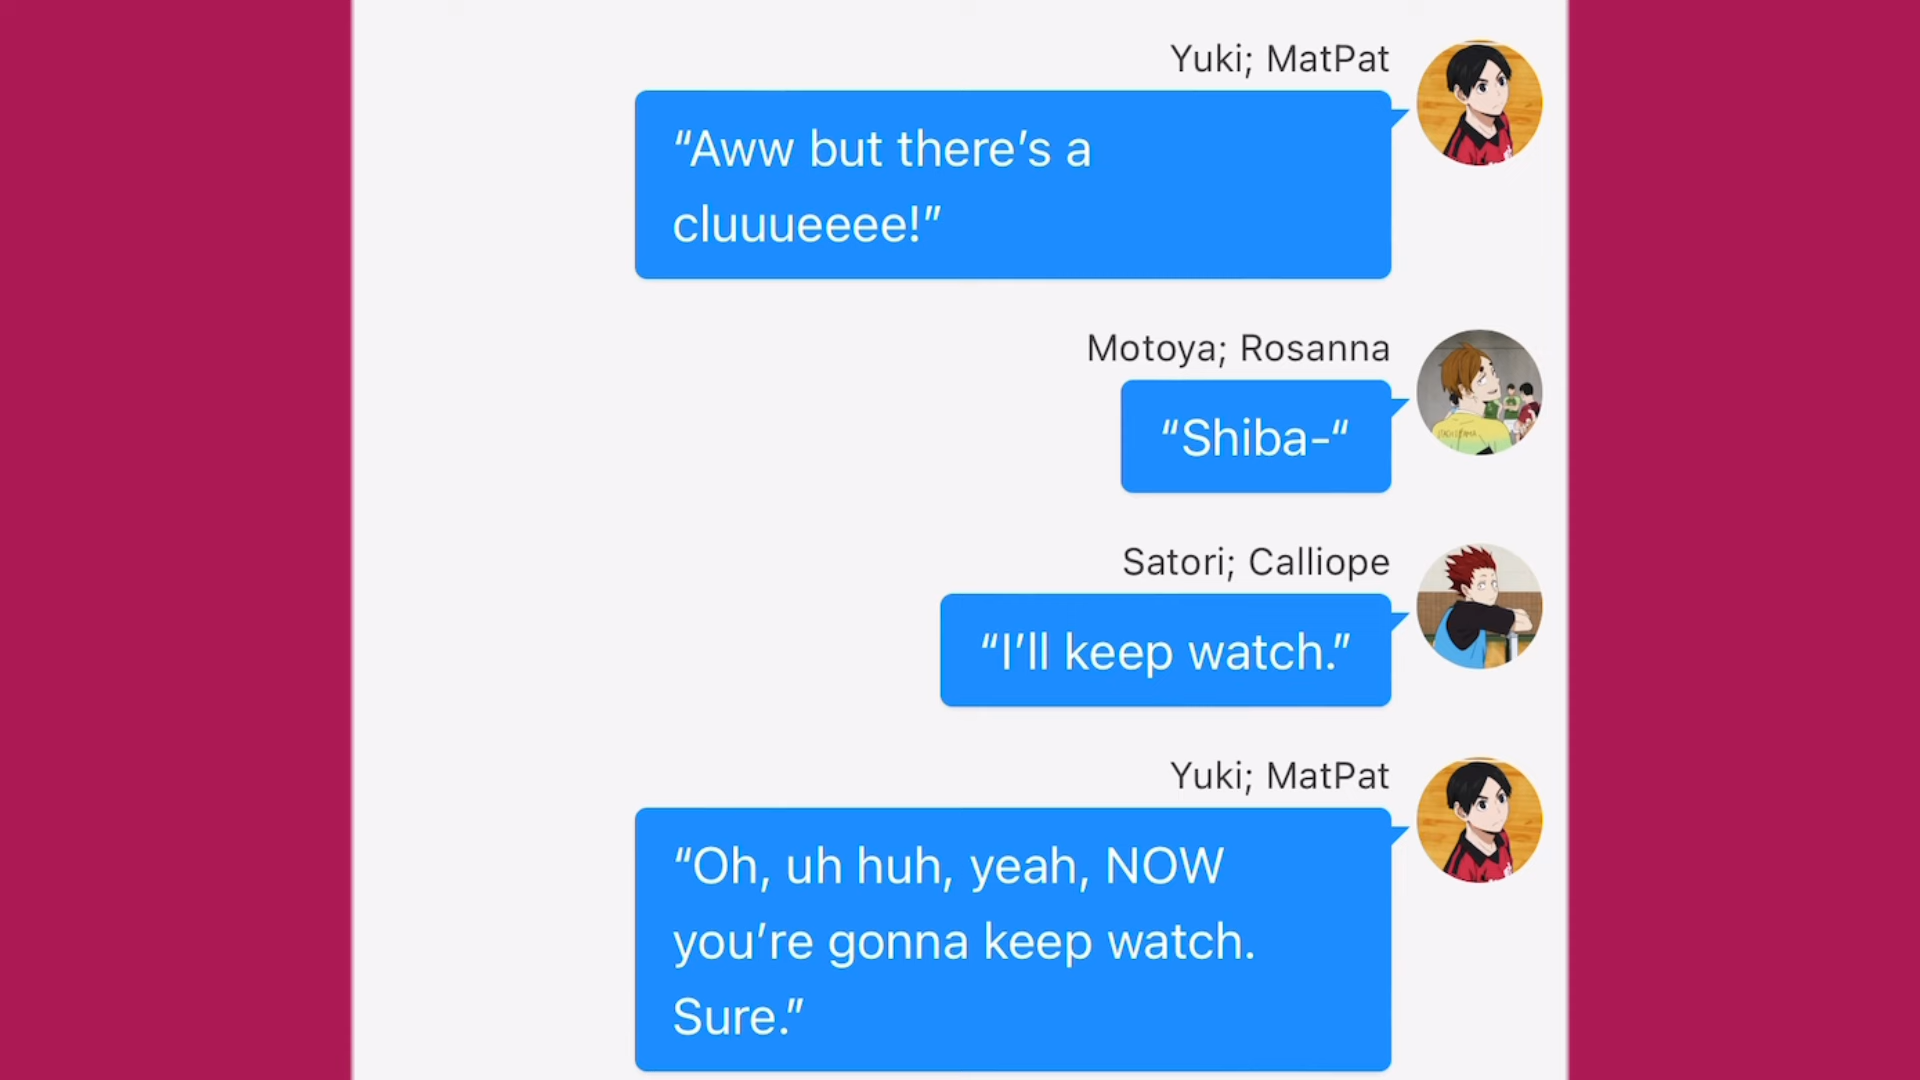 Yuki; MatPat
“Aww but there’s a
cluuueeee!”
Motoya; Rosanna
“Shiba-“
Satori; Calliope
“I’ll keep watch.”
Yuki; MatPat
“Oh, uh huh, yeah, NOW
you’re gonna keep watch.
Sure.”